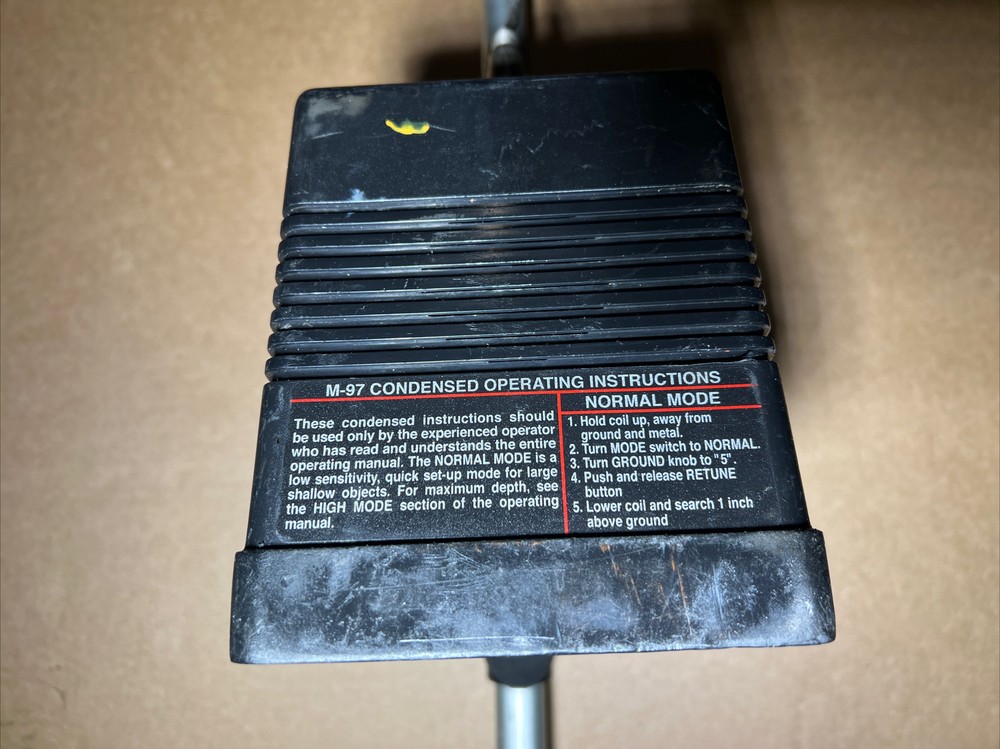 M-97 CONDENSED OPERATING INSTRUCTIONS
These condensed instructions should
be used only by the experienced operator
who has read and understands the entire
operating manual. The NORMAL MODE is a
low sensitivity, quick set-up mode for large
shallow objects. For maximum depth, see
the HIGH MODE section of the operating
manual.
NORMAL MODE
1. Hold coil up, away from
ground and metal.
2. Turn MODE switch to NORMAL.
3. Turn GROUND knob to "5".
4. Push and release RETUNE
button
5. Lower coil and search 1 inch
above ground